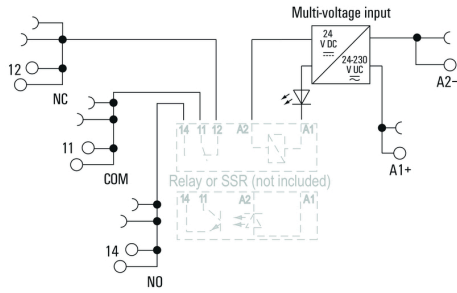 Multi-voltage input
24
V DC
24-230
V UC
12
NC
A2–
14 11 12 A2 A1
11
COM
A1+
Relay or SSR (not included)
14 11 A2 A1
14
NO